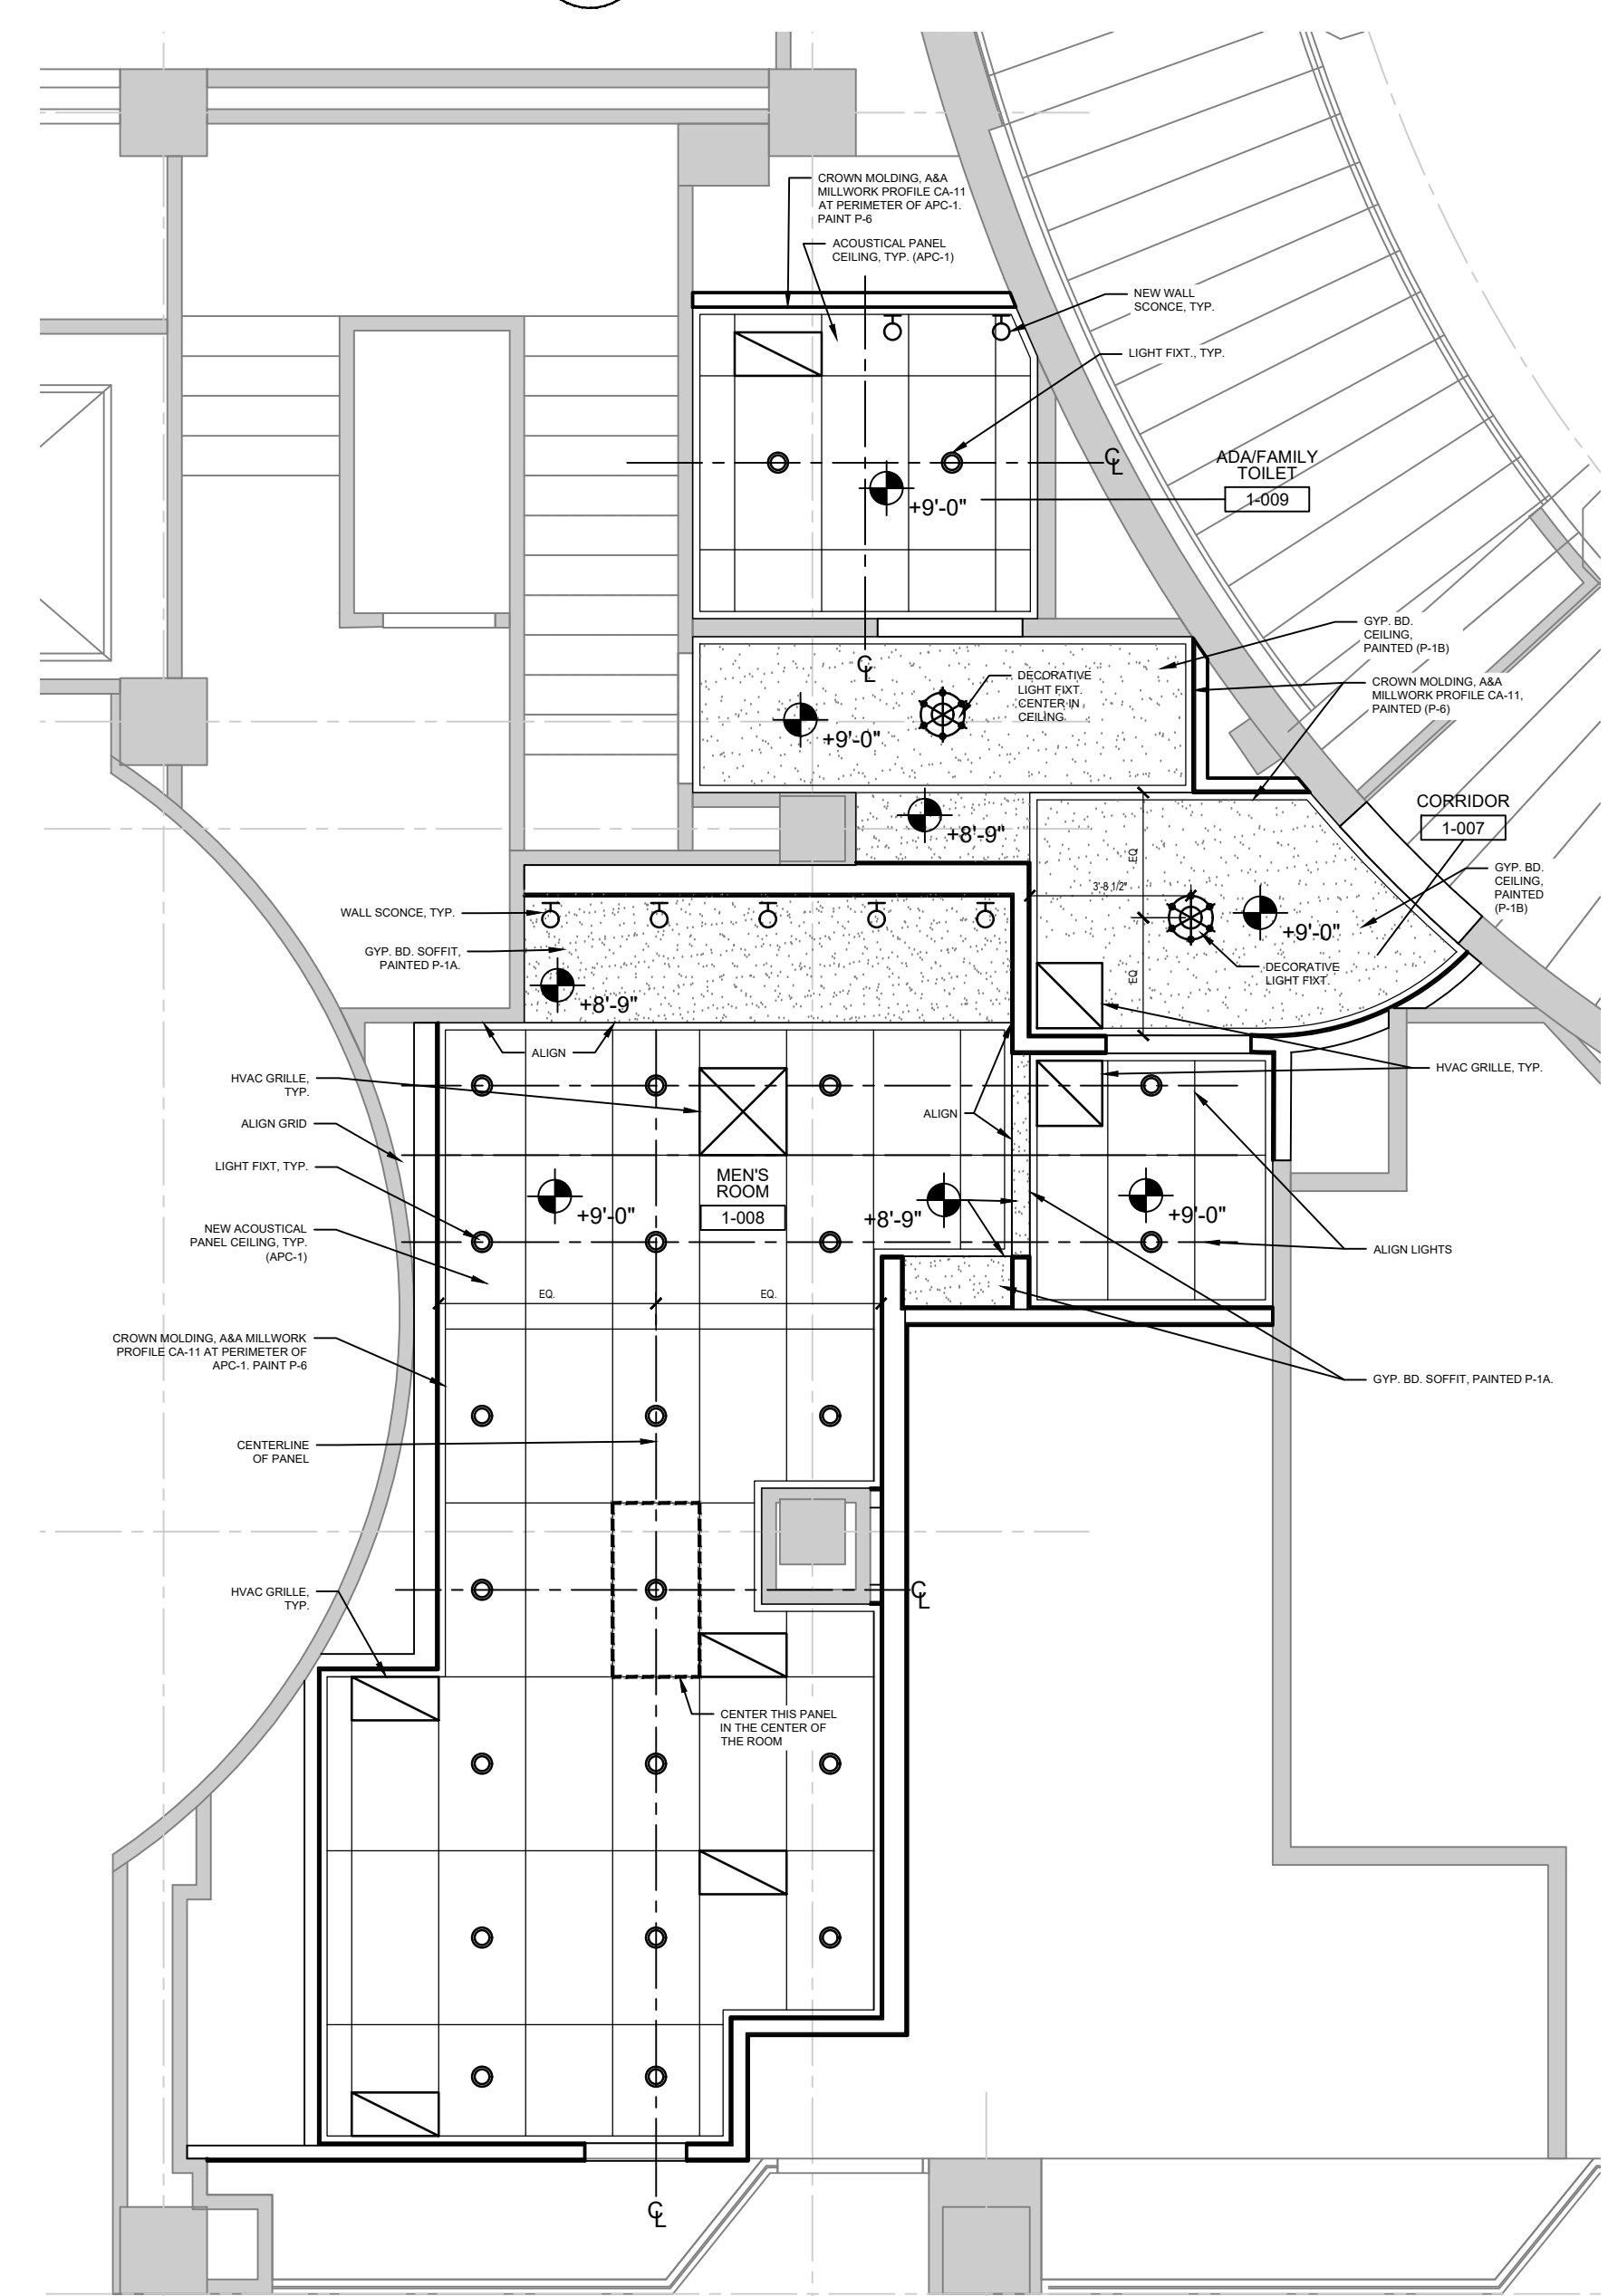 CROWN MOLDING, A&A
MILLWORK PROFILE CA-11
AT PERIMETER OF APC-1.
PAINT P-6
ACOUSTICAL PANEL
CEILING, TYP. (APC-1)
NEW WALL
SCONCE, TYP.
LIGHT FIXT., TYP.
CL
ADA/FAMILY
TOILET
1-009
+9'-0"
GYP. BD.
CEILING,
PAINTED (P-1B)
CL
DECORATIVE
LIGHT FIXT.
CENTER IN
CEILING.
CROWN MOLDING, A&A
MILLWORK PROFILE CA-11,
PAINTED (P-6)
+9'-0"
CORRIDOR
1-007
+8'-9"
EQ
GYP. BD.
CEILING,
PAINTED
(P-1B)
3'-8 1/2"
WALL SCONCE, TYP.
+9'-0"
GYP. BD. SOFFIT,
PAINTED P-1A.
DECORATIVE
LIGHT FIXT.
EQ
+8'-9"
ALIGN
HVAC GRILLE, TYP.
HVAC GRILLE,
TYP.
ALIGN
ALIGN GRID
LIGHT FIXT, TYP.
MEN'S
ROOM
1-008
+9'-0"
+8'-9"
+9'-0"
NEW ACOUSTICAL
PANEL CEILING, TYP.
(APC-1)
ALIGN LIGHTS
EQ.
EQ.
CROWN MOLDING, A&A MILLWORK
PROFILE CA-11 AT PERIMETER OF
APC-1. PAINT P-6
GYP. BD. SOFFIT, PAINTED P-1A.
CENTERLINE
OF PANEL
HVAC GRILLE,
TYP.
CL
CENTER THIS PANEL
IN THE CENTER OF
THE ROOM
CL